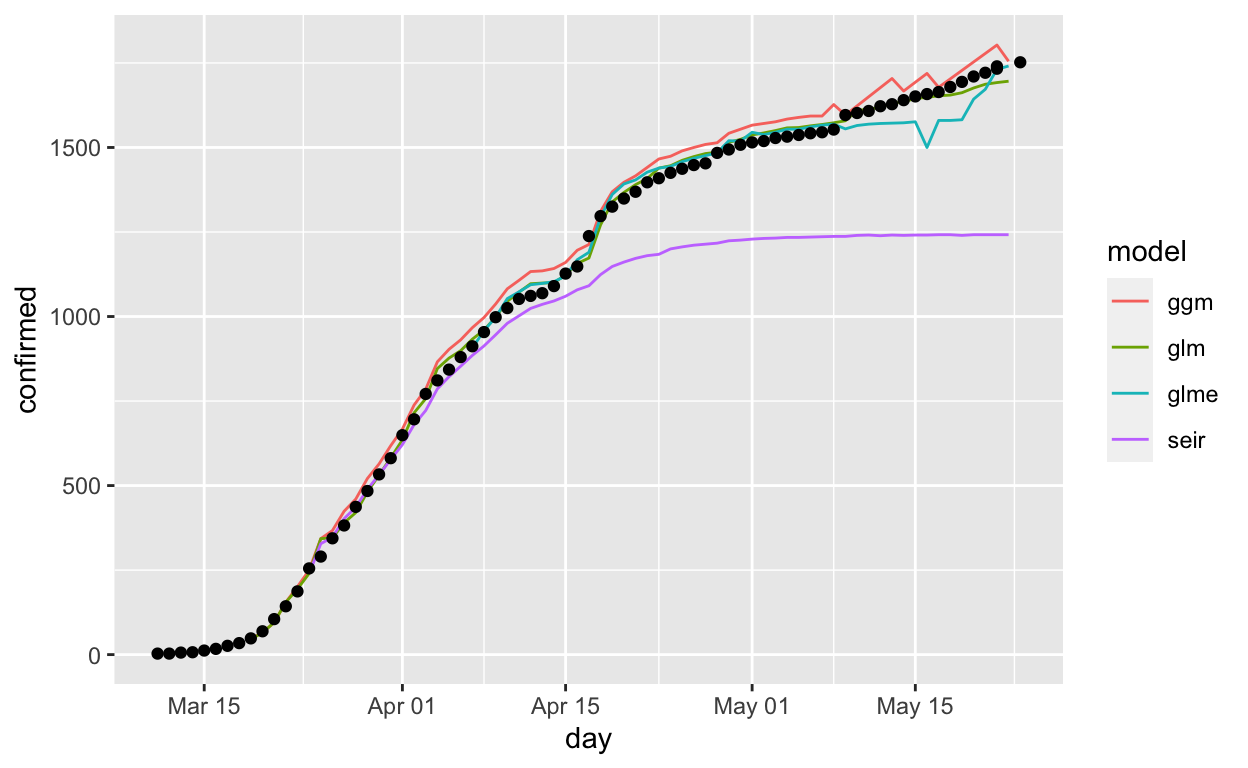 confirmed
1500
1000
500
0
Mar 15
Apr 01
Apr 15
May 01
May 15
day
model
ggm
glm
glme
seir